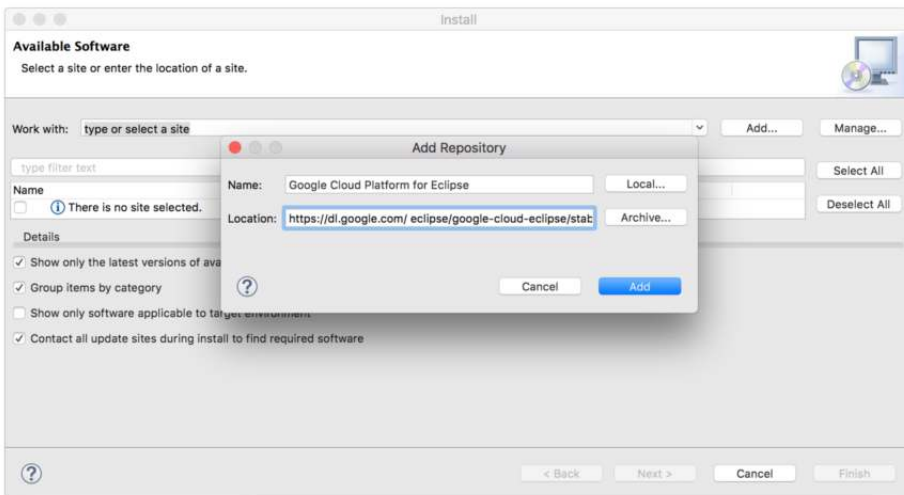 Install
Available Software
Select a site or enter the location of a site.
Work with: type or select a site Add... Manage...
Add Repository
type filter text
Select All
Name: Google Cloud Platform for Eclipse Local...
Name
There is no site selected.
Deselect All
Location: https://dl.google.com/ eclipse/google-cloud-eclipse/stab Archive...
Details
Show only the latest versions of ava
Group items by category
? Cancel Add
Show only software applicable to target environment
Contact all update sites during install to find required software
? < Back Next > Cancel Finish